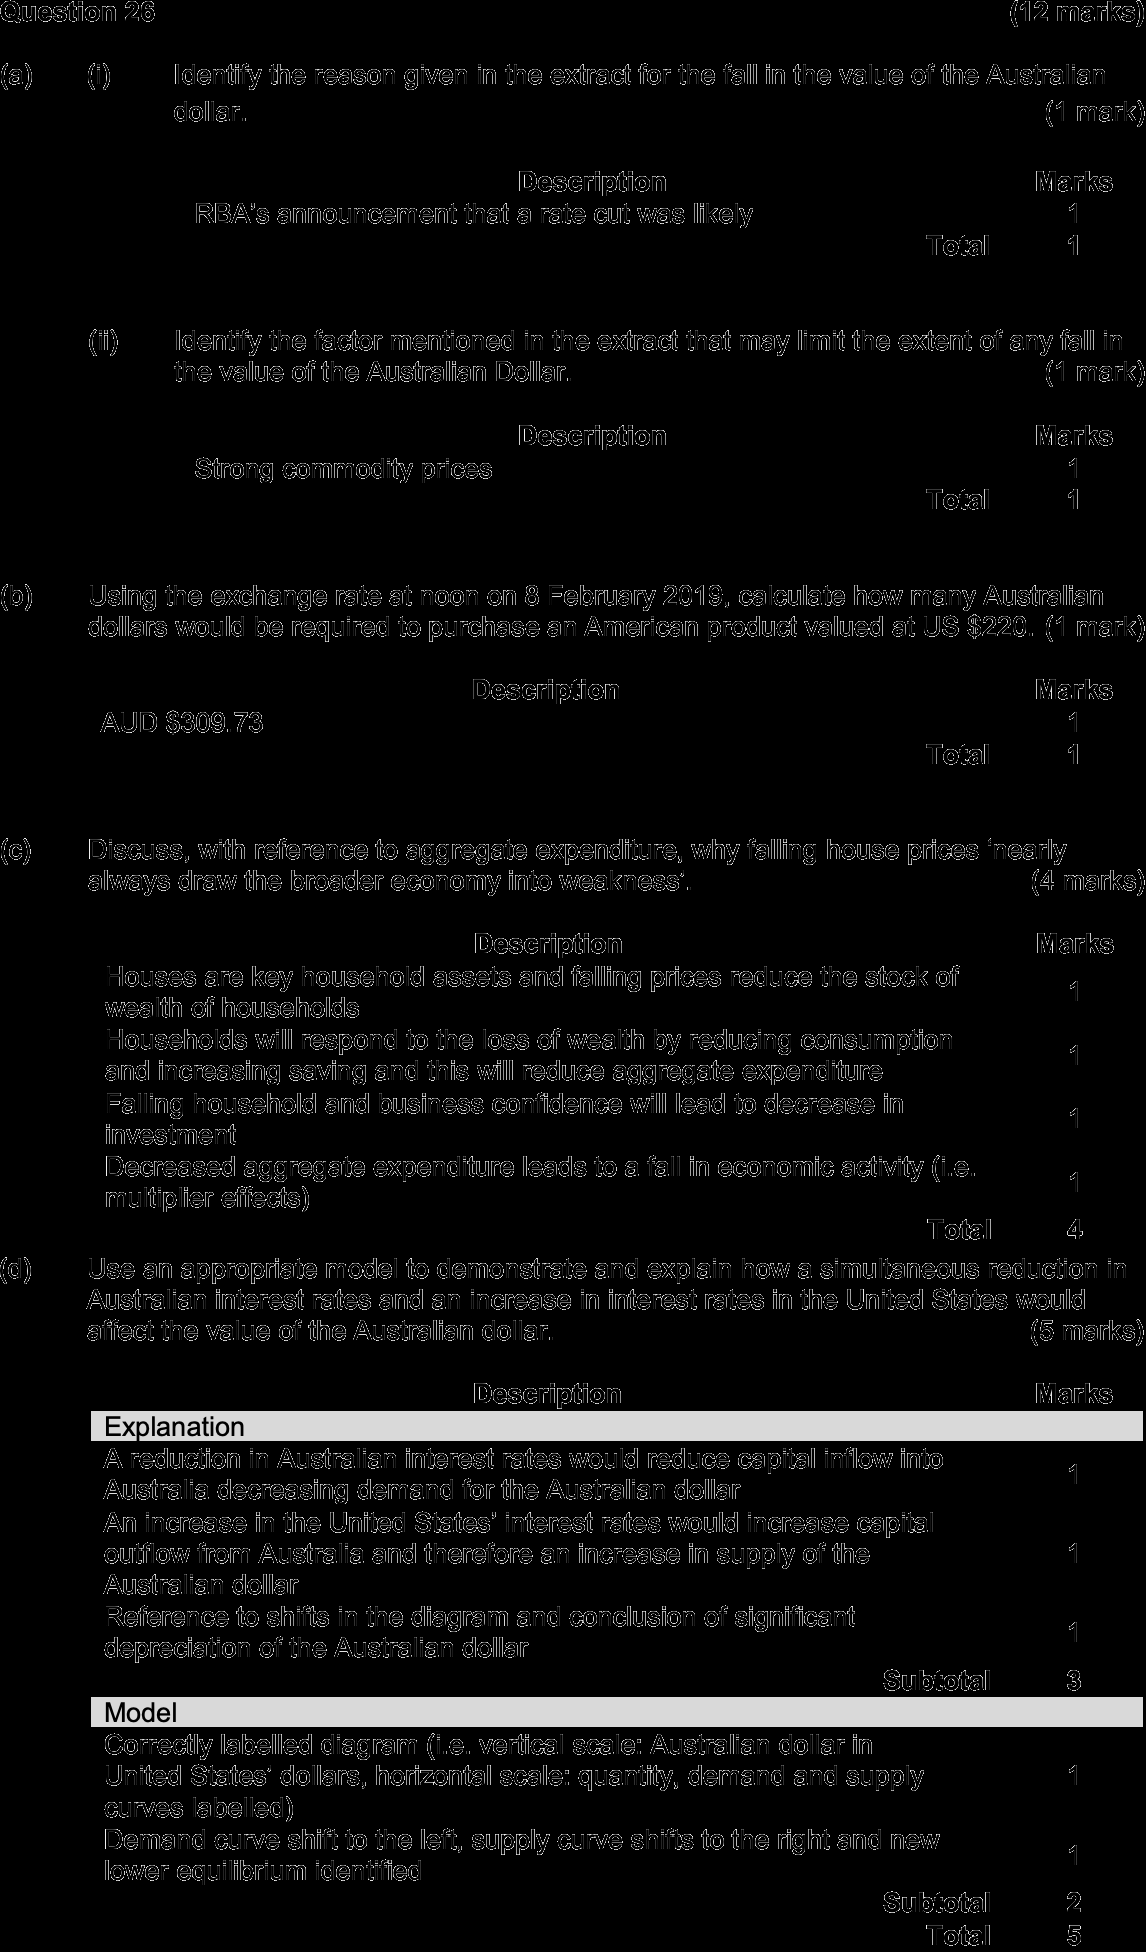 Question 26 (12 marks)
(a) (i) Identify the reason given in the extract for the fall in the value of the Australian
dollar. (1 mark)
Description Marks
RBA's announcement that a rate cut was likely 1
Total 1
(ii) Identify the factor mentioned in the extract that may limit the extent of any fall in
the value of the Australian Dollar. (1 mark)
Description Marks
Strong commodity prices 1
Total 1
(b) Using the exchange rate at noon on 8 February 2019, calculate how many Australian
dollars would be required to purchase an American product valued at US $220. (1 mark)
Description Marks
AUD $309.73 1
Total 1
(c) Discuss, with reference to aggregate expenditure, why falling house prices 'nearly
always draw the broader economy into weakness'. (4 marks)
Description Marks
Houses are key household assets and falling prices reduce the stock of
wealth of households 1
Households will respond to the loss of wealth by reducing consumption
and increasing saving and this will reduce aggregate expenditure 1
Falling household and business confidence will lead to decrease in
investment 1
Decreased aggregate expenditure leads to a fall in economic activity (i.e.
multiplier effects) 1
Total 4
(d) Use an appropriate model to demonstrate and explain how a simultaneous reduction in
Australian interest rates and an increase in interest rates in the United States would
affect the value of the Australian dollar. (5 marks)
Description Marks
Explanation
A reduction in Australian interest rates would reduce capital inflow into
Australia decreasing demand for the Australian dollar 1
An increase in the United States' interest rates would increase capital
outflow from Australia and therefore an increase in supply of the 1
Australian dollar
Reference to shifts in the diagram and conclusion of significant
depreciation of the Australian dollar 1
Subtotal 3
Model
Correctly labelled diagram (i.e. vertical scale: Australian dollar in
United States' dollars, horizontal scale: quantity, demand and supply 1
curves labelled)
Demand curve shift to the left, supply curve shifts to the right and new
lower equilibrium identified 1
Subtotal 2
Total 5